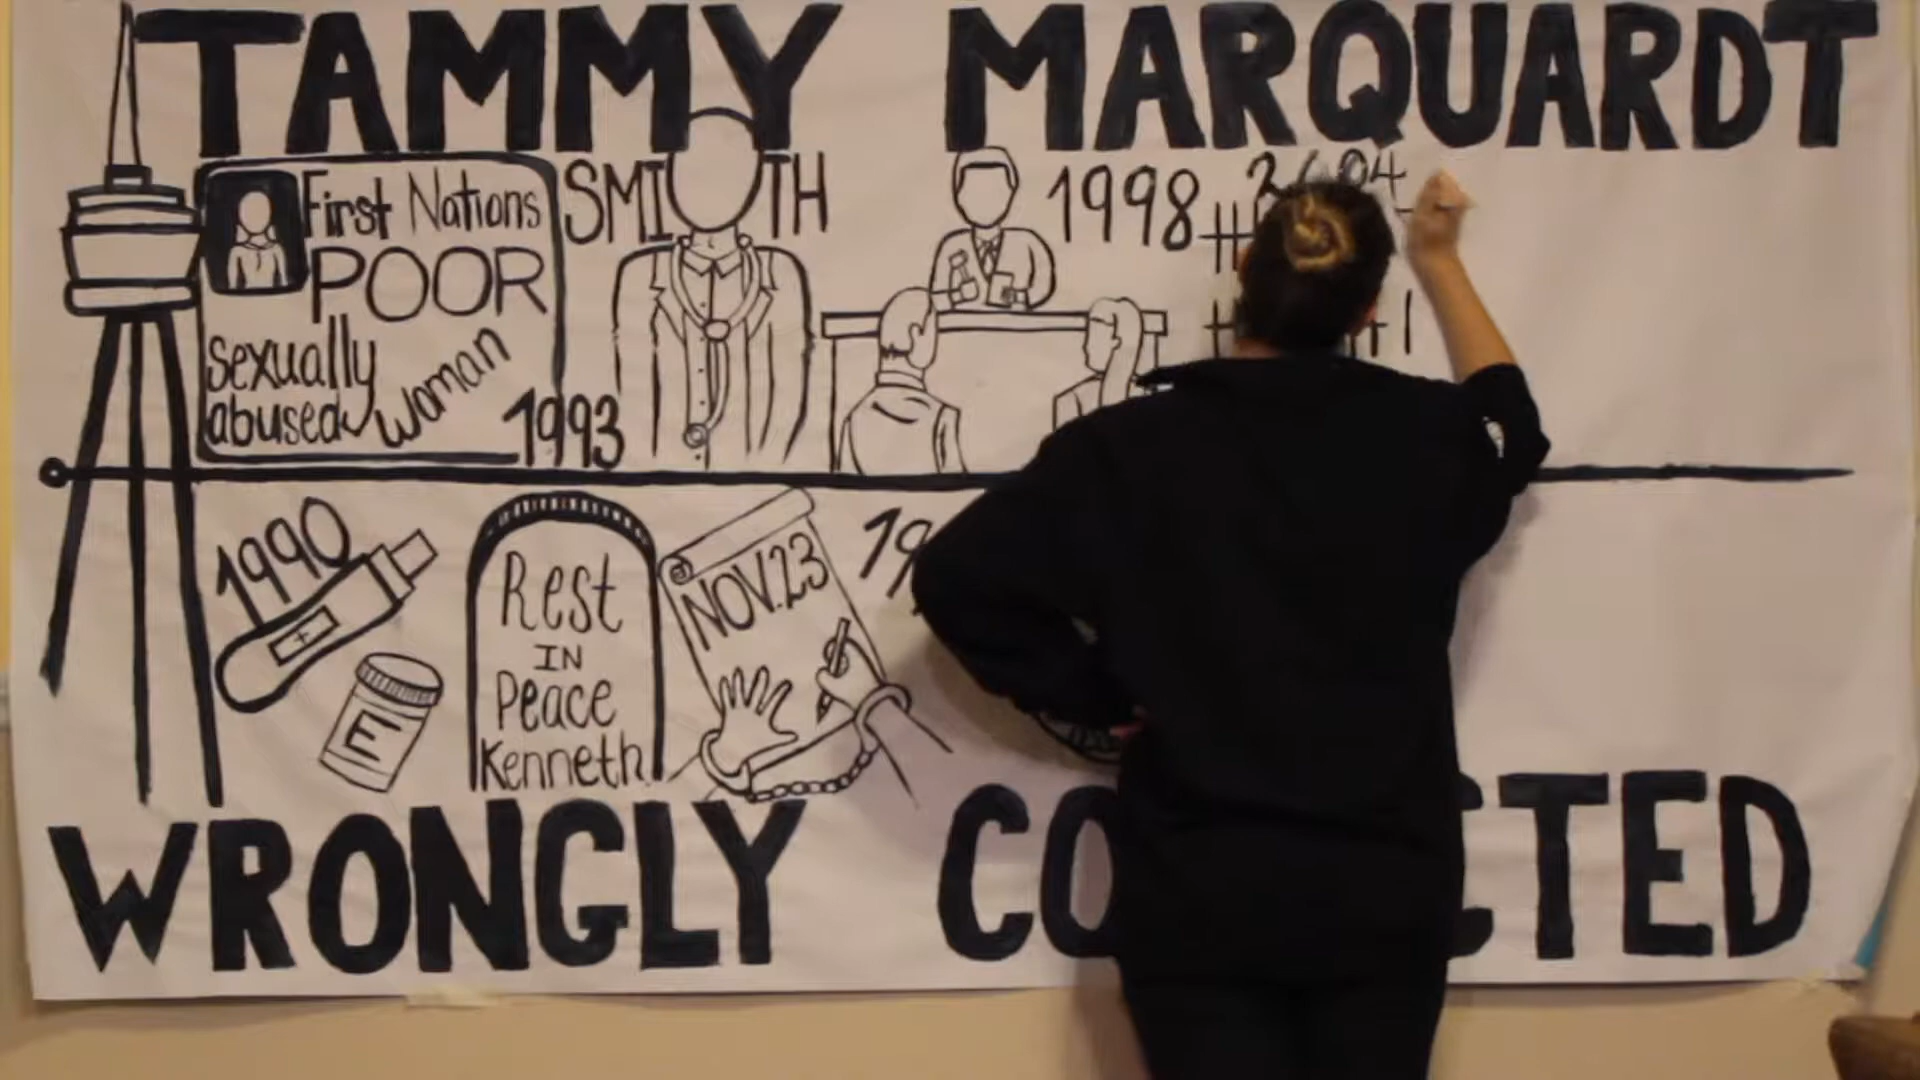 TAMMY MARQUARDT
First Nations
POOR
sexually
abused woman
1993
SMITH
1998
1990
E
Rest
IN
Peace
Kenneth
NOV.23
WRONGLY